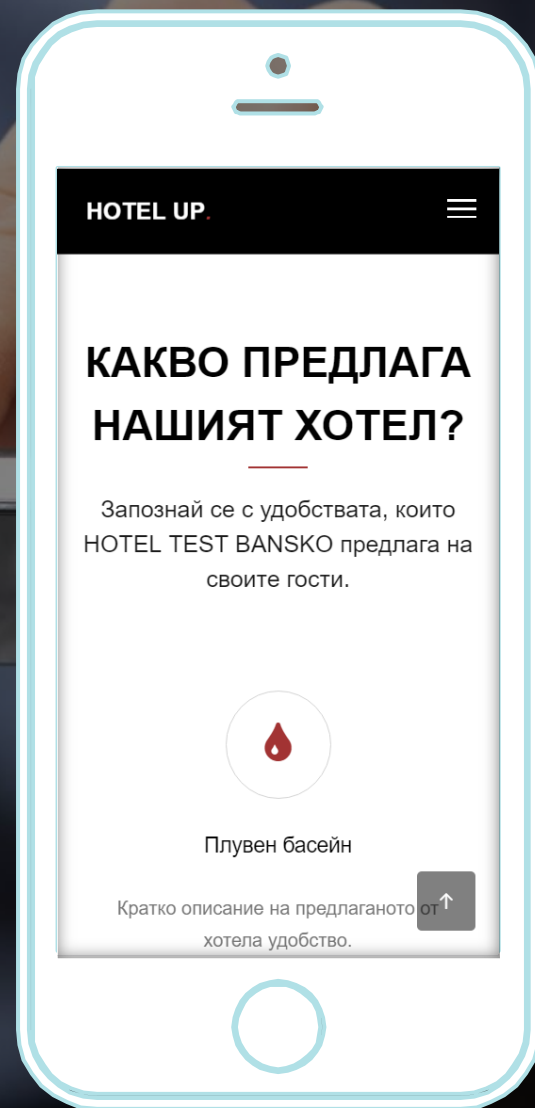 HOTEL UP.
КАКВО ПРЕДЛАГА
НАШИЯТ ХОТЕЛ?
Запознай се с удобствата, които
HOTEL TEST BANSKO предлага на
своите гости.
Плувен басейн
Кратко описание на предлаганото от
хотела удобство.